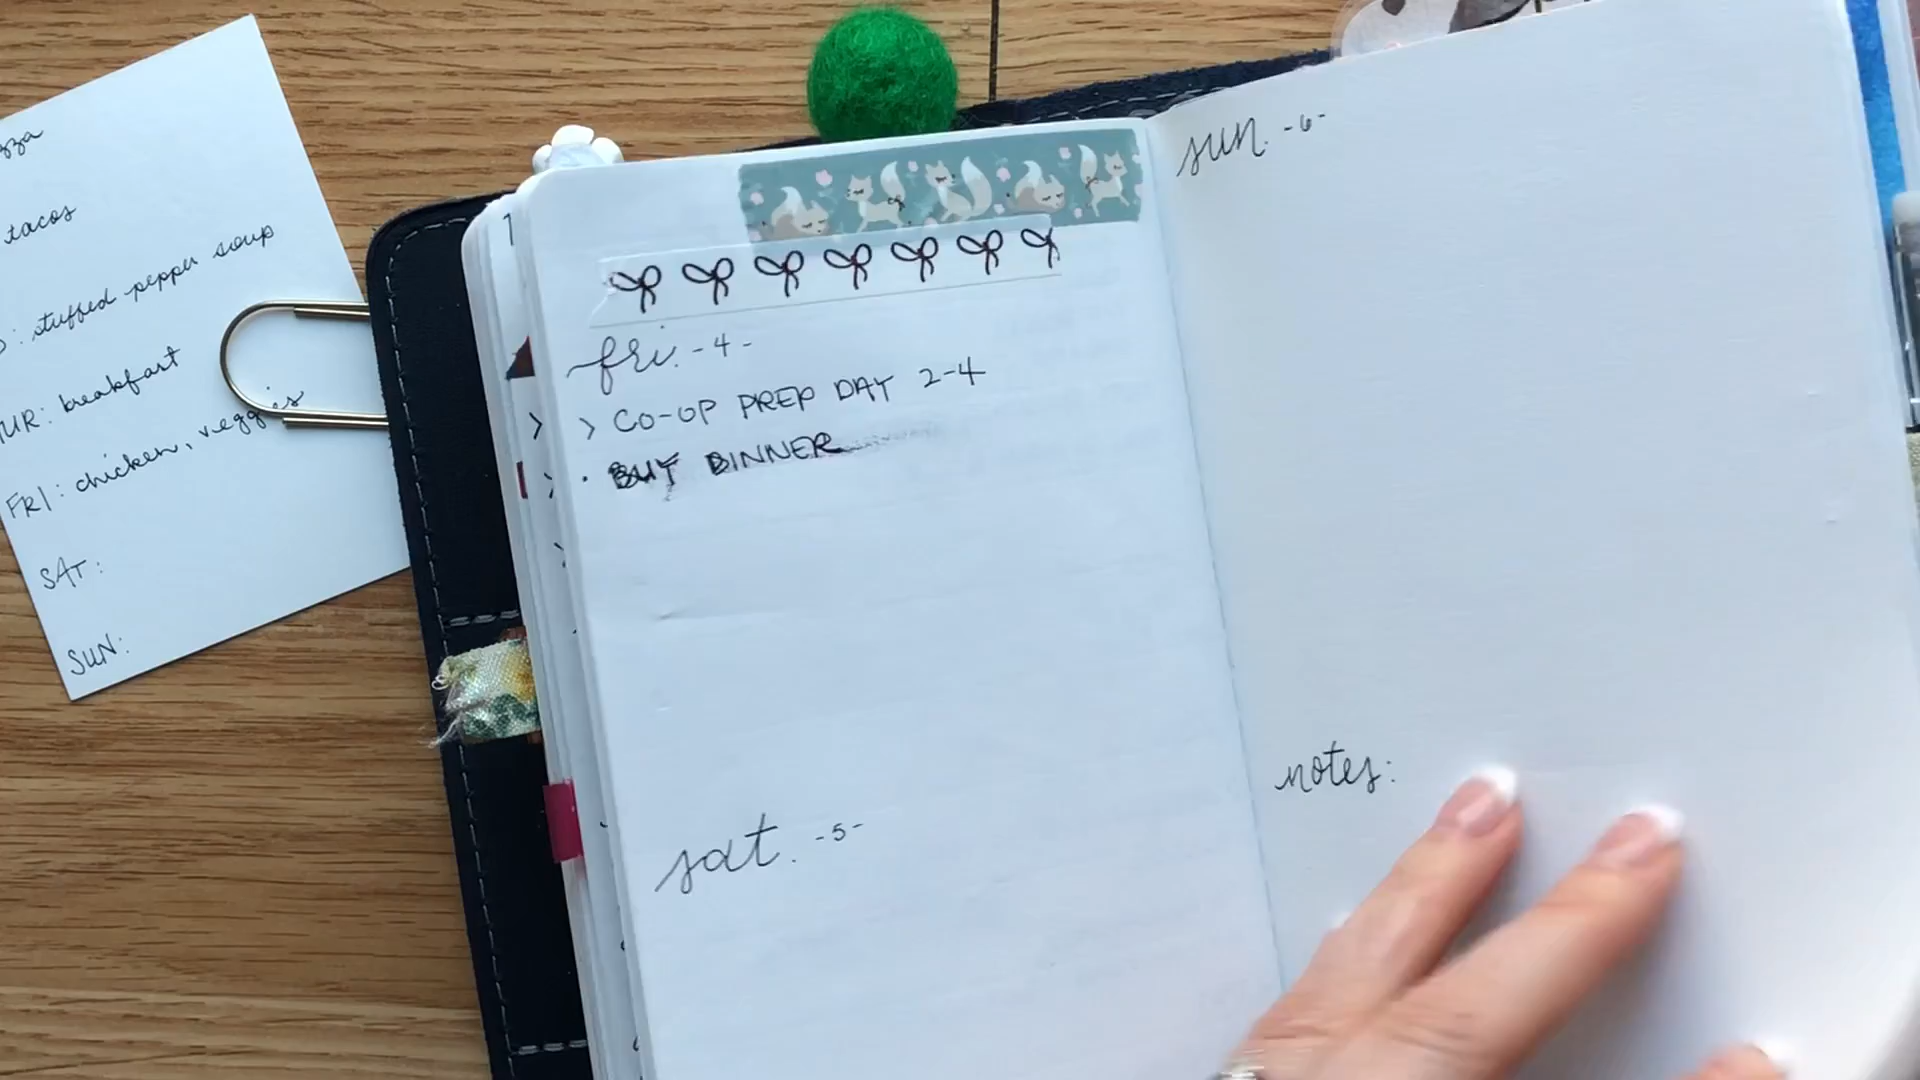 tacos
: stuffed pepper soup
UR: breakfast
FRI: chicken, veggies
SAT:
SUN:
fri. -4-
> CO-OP PREP DAY 2-4
· BUY DINNER
sat. -5-
sun. -6-
notes: